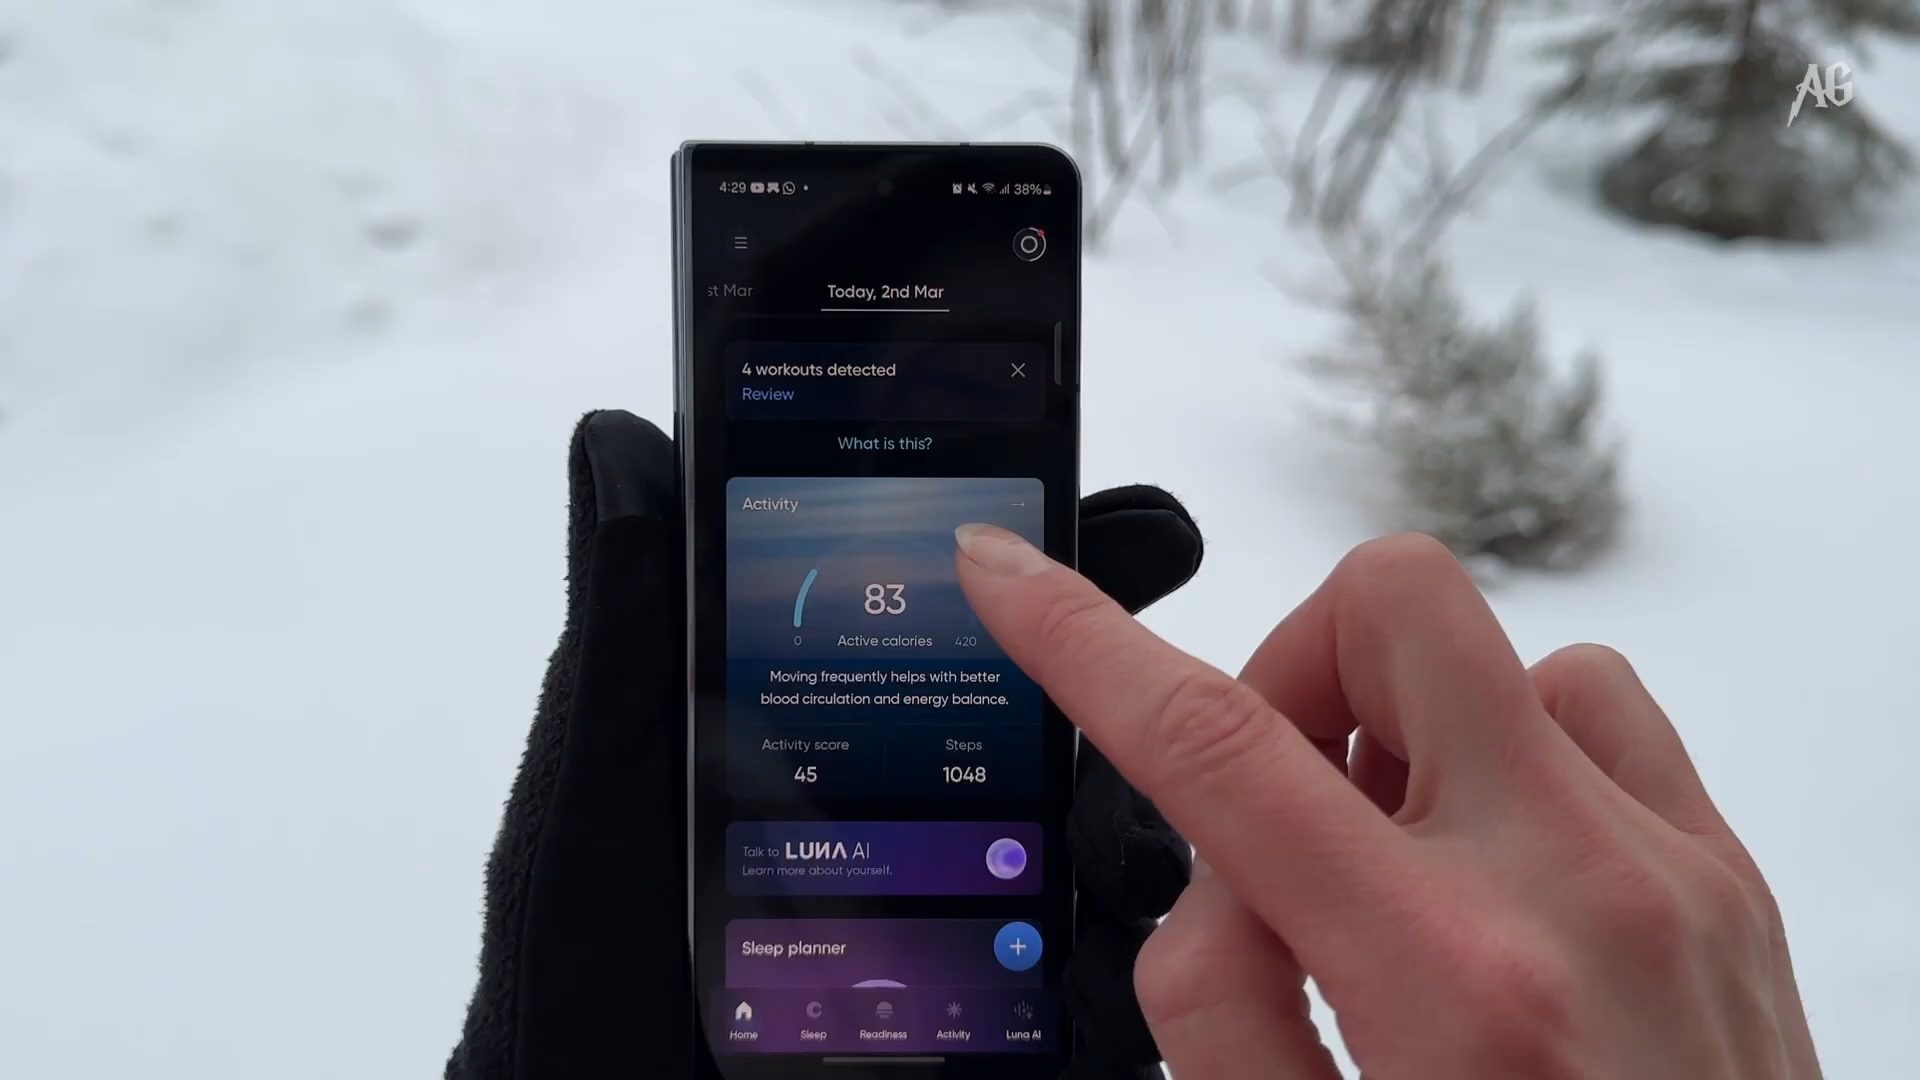 AG
4:29
38%
st Mar
Today, 2nd Mar
4 workouts detected
Review
What is this?
Activity
83
0
Active calories
420
Moving frequently helps with better
blood circulation and energy balance.
Activity score
Steps
45
1048
Talk to LUNA AI
Learn more about yourself.
Sleep planner
Home
Sleep
Readiness
Activity
Luna AI